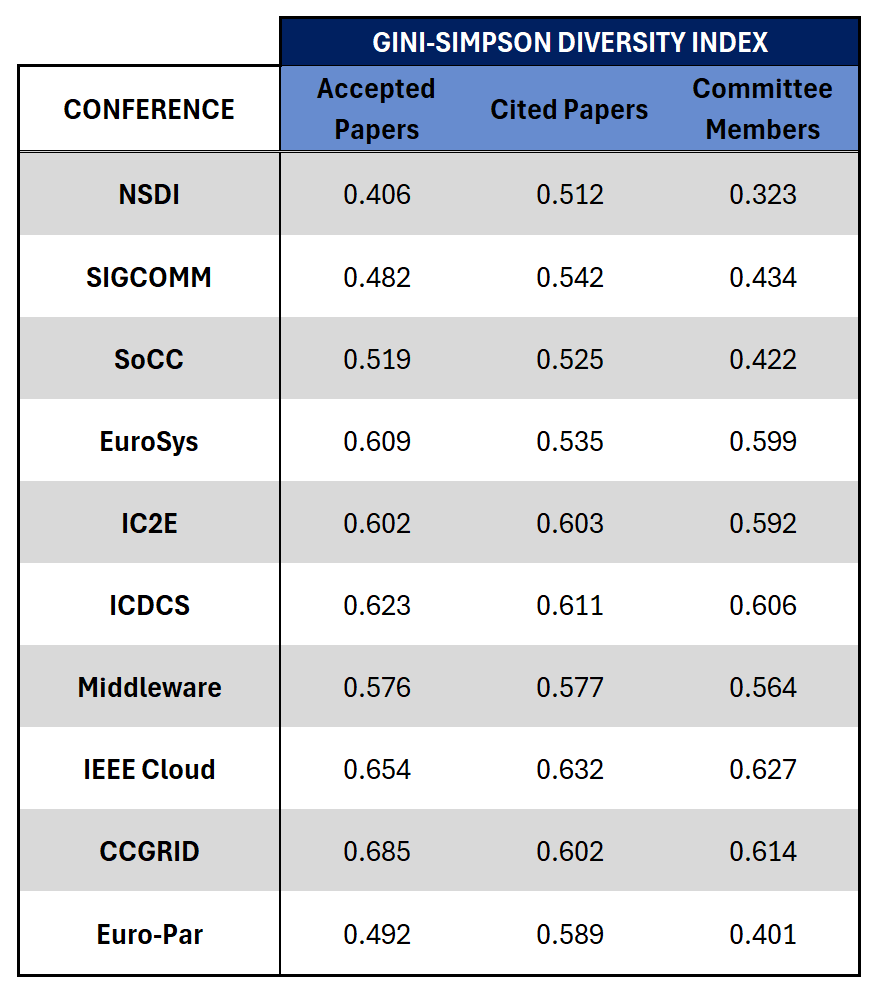 GINI-SIMPSON DIVERSITY INDEX
CONFERENCE Accepted Papers Cited Papers Committee Members
NSDI 0.406 0.512 0.323
SIGCOMM 0.482 0.542 0.434
SoCC 0.519 0.525 0.422
EuroSys 0.609 0.535 0.599
IC2E 0.602 0.603 0.592
ICDCS 0.623 0.611 0.606
Middleware 0.576 0.577 0.564
IEEE Cloud 0.654 0.632 0.627
CCGRID 0.685 0.602 0.614
Euro-Par 0.492 0.589 0.401